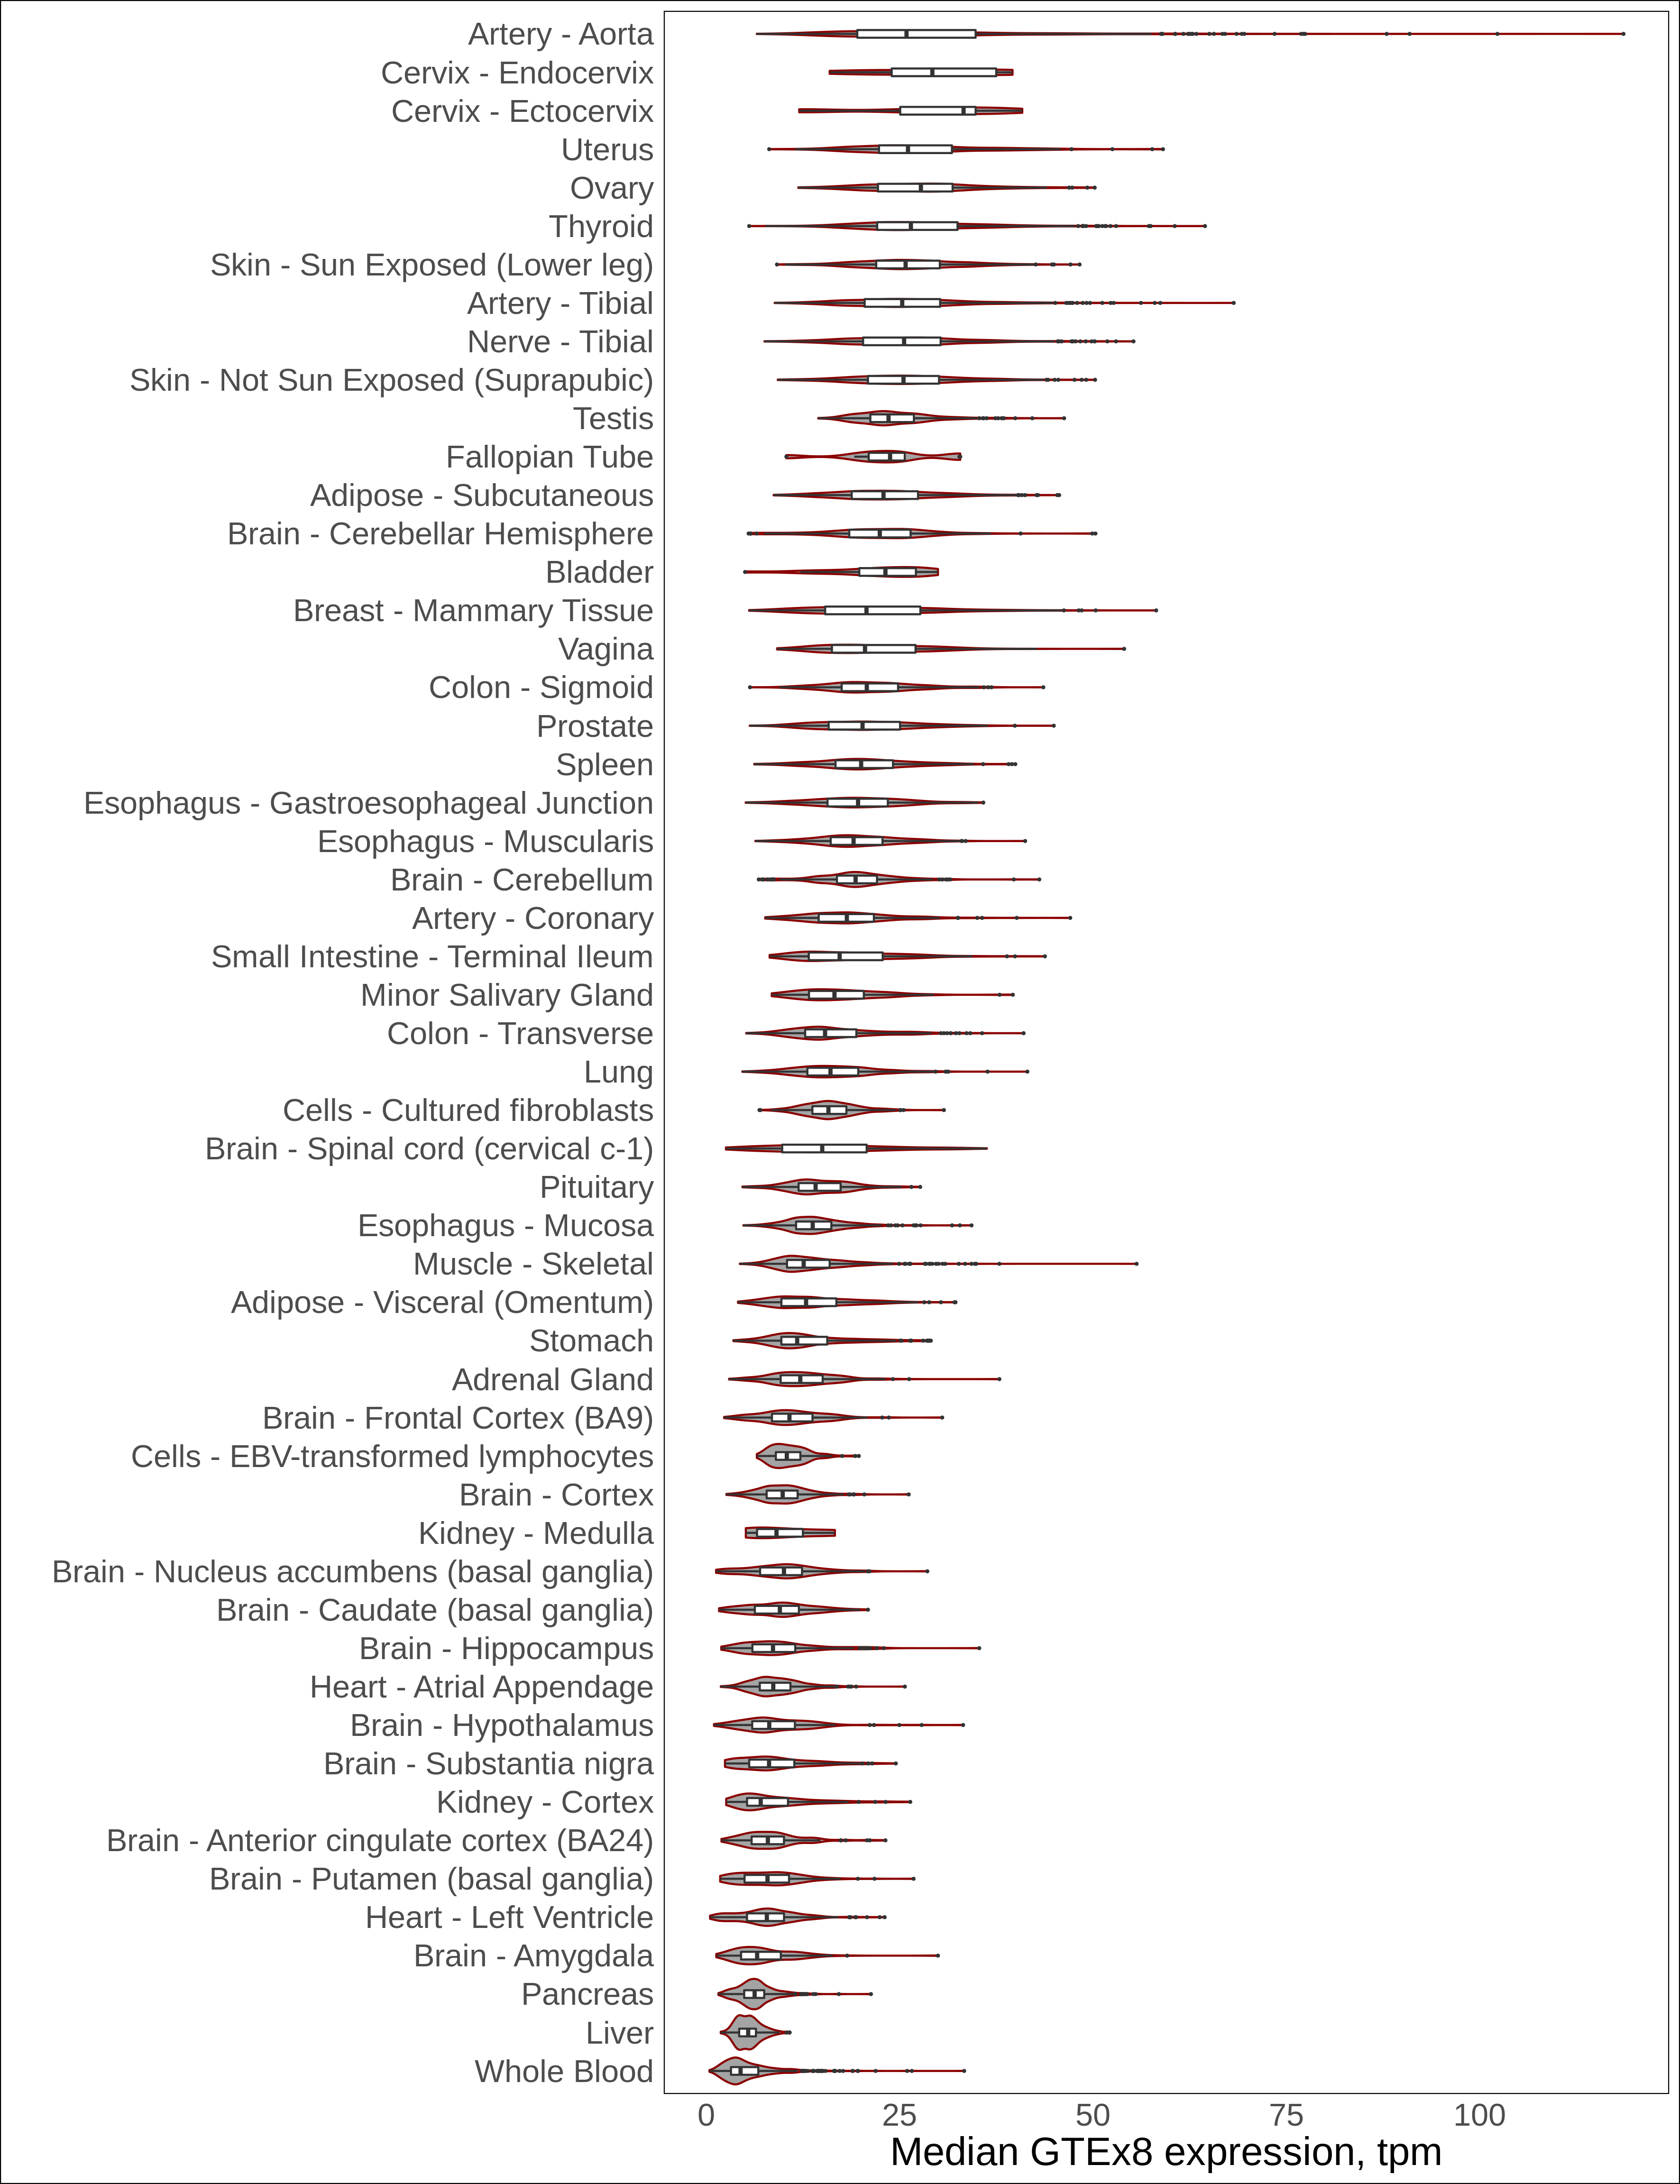 Artery - Aorta
Cervix - Endocervix
Cervix - Ectocervix
Uterus
Ovary
Thyroid
Skin - Sun Exposed (Lower leg)
Artery - Tibial
Nerve - Tibial
Skin - Not Sun Exposed (Suprapubic)
Testis
Fallopian Tube
Adipose - Subcutaneous
Brain - Cerebellar Hemisphere
Bladder
Breast - Mammary Tissue
Vagina
Colon - Sigmoid
Prostate
Spleen
Esophagus - Gastroesophageal Junction
Esophagus - Muscularis
Brain - Cerebellum
Artery - Coronary
Small Intestine - Terminal Ileum
Minor Salivary Gland
Colon - Transverse
Lung
Cells - Cultured fibroblasts
Brain - Spinal cord (cervical c-1)
Pituitary
Esophagus - Mucosa
Muscle - Skeletal
Adipose - Visceral (Omentum)
Stomach
Adrenal Gland
Brain - Frontal Cortex (BA9)
Cells - EBV-transformed lymphocytes
Brain - Cortex
Kidney - Medulla
Brain - Nucleus accumbens (basal ganglia)
Brain - Caudate (basal ganglia)
Brain - Hippocampus
Heart - Atrial Appendage
Brain - Hypothalamus
Brain - Substantia nigra
Kidney - Cortex
Brain - Anterior cingulate cortex (BA24)
Brain - Putamen (basal ganglia)
Heart - Left Ventricle
Brain - Amygdala
Pancreas
Liver
Whole Blood
0 25 50 75 100
Median GTEx8 expression, tpm